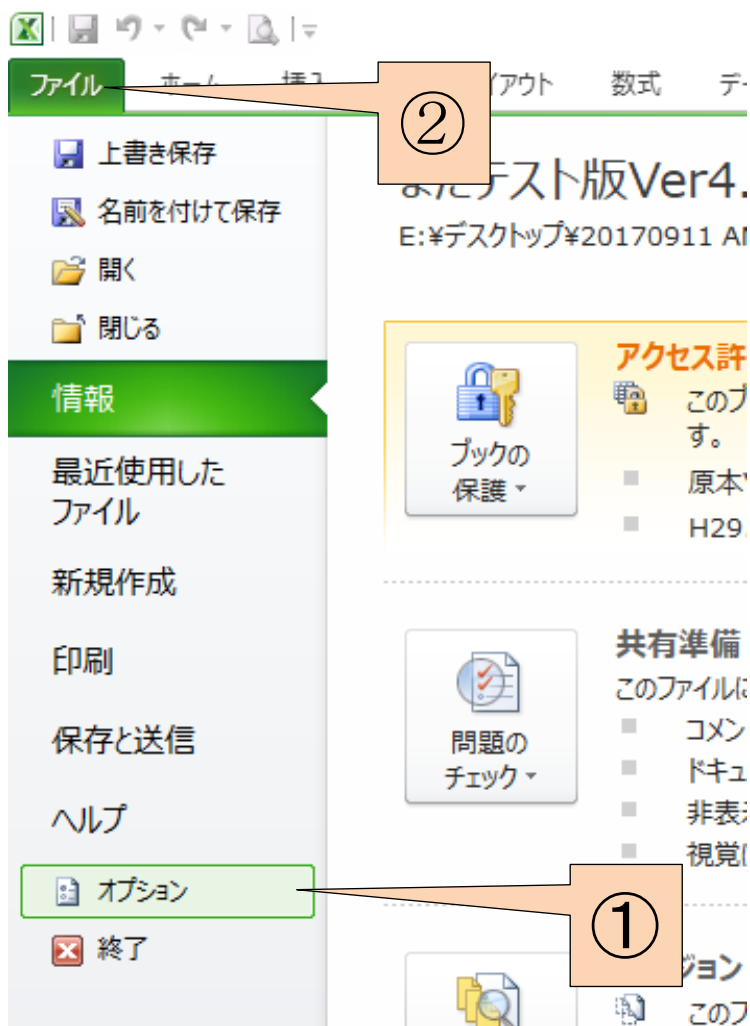 ファイル
②
アウト
数式
上書き保存
名前を付けて保存
開く
閉じる
情報
最近使用した
ファイル
新規作成
印刷
保存と送信
ヘルプ
オプション
終了
テスト版Ver4.
E:¥デスクトップ¥20170911
ブックの
保護
アクセス許
このブ
す。
原本
H29.
問題の
チェック
共有準備
このファイルに
コメン
ドキュ
非表
視覚
①
ジョン
このフ